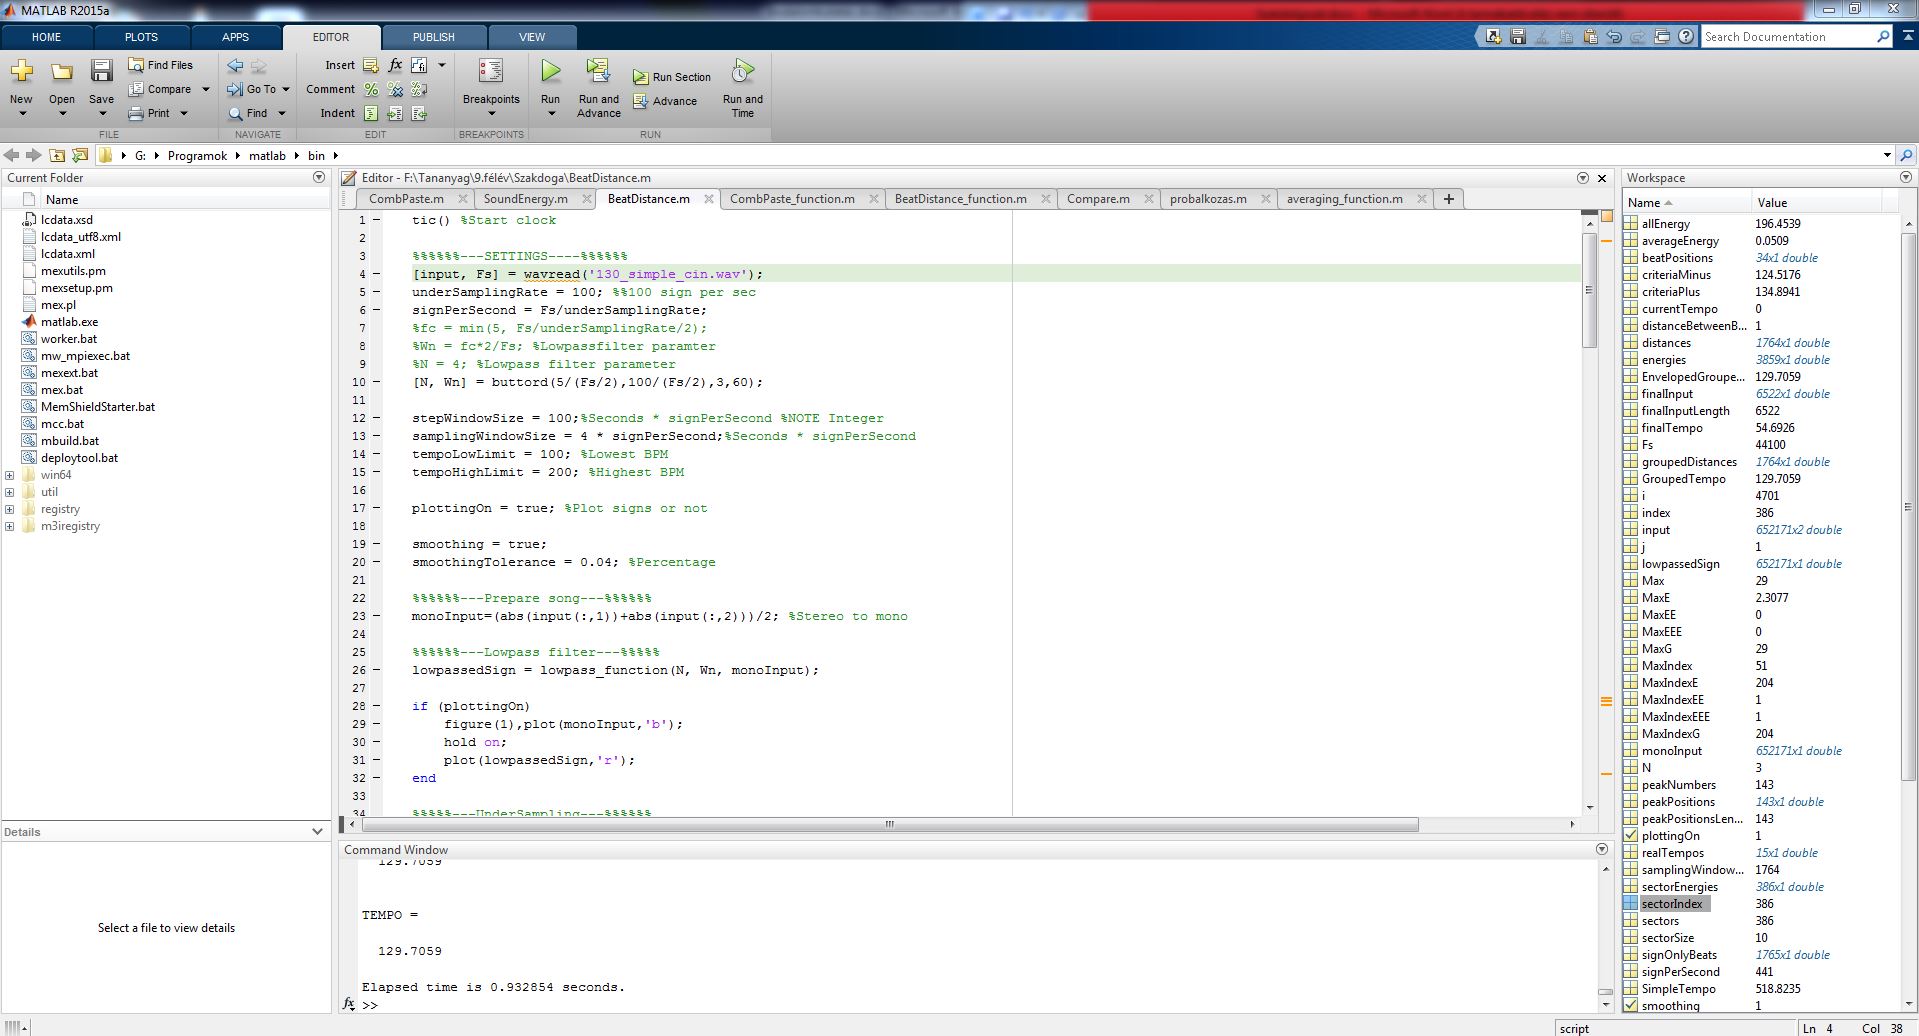 MATLAB R2015a
HOME PLOTS APPS EDITOR PUBLISH VIEW
Search Documentation
New Open Save Find Files Compare Print
FILE
Go To Find
NAVIGATE
Insert fx
Comment
Indent
EDIT
Breakpoints
BREAKPOINTS
Run Run and Advance Run Section Advance Run and Time
RUN
G: Programok matlab bin
Current Folder
Name
lcdata.xsd
lcdata_utf8.xml
lcdata.xml
mexutils.pm
mexsetup.pm
mex.pl
matlab.exe
worker.bat
mw_mpiexec.bat
mexext.bat
mex.bat
MemShieldStarter.bat
mcc.bat
mbuild.bat
deploytool.bat
win64
util
registry
m3iregistry
Details
Select a file to view details
Editor - F:\Tananyag\9.félév\Szakdoga\BeatDistance.m
CombPaste.m SoundEnergy.m BeatDistance.m CombPaste_function.m BeatDistance_function.m Compare.m probalkozas.m averaging_function.m
1 tic() %Start clock
2
3 %%%%%%---SETTINGS----%%%%%%
4 [input, Fs] = wavread('130_simple_cin.wav');
5 underSamplingRate = 100; %%100 sign per sec
6 signPerSecond = Fs/underSamplingRate;
7 %fc = min(5, Fs/underSamplingRate/2);
8 %Wn = fc*2/Fs; %Lowpassfilter paramter
9 %N = 4; %Lowpass filter parameter
10 [N, Wn] = buttord(5/(Fs/2),100/(Fs/2),3,60);
11
12 stepWindowSize = 100;%Seconds * signPerSecond %NOTE Integer
13 samplingWindowSize = 4 * signPerSecond;%Seconds * signPerSecond
14 tempoLowLimit = 100; %Lowest BPM
15 tempoHighLimit = 200; %Highest BPM
16
17 plottingOn = true; %Plot signs or not
18
19 smoothing = true;
20 smoothingTolerance = 0.04; %Percentage
21
22 %%%%%%---Prepare song---%%%%%%
23 monoInput=(abs(input(:,1))+abs(input(:,2)))/2; %Stereo to mono
24
25 %%%%%%---Lowpass filter---%%%%%
26 lowpassedSign = lowpass_function(N, Wn, monoInput);
27
28 if (plottingOn)
29 figure(1),plot(monoInput,'b');
30 hold on;
31 plot(lowpassedSign,'r');
32 end
33
34 %%%%%---UnderSampling---%%%%%%
Command Window
129.7059
TEMPO =
129.7059
Elapsed time is 0.932854 seconds.
fx >>
Workspace
Name Value
allEnergy 196.4539
averageEnergy 0.0509
beatPositions 34x1 double
criteriaMinus 124.5176
criteriaPlus 134.8941
currentTempo 0
distanceBetweenB... 1
distances 1764x1 double
energies 3859x1 double
EnvelopedGroupe... 129.7059
finalInput 6522x1 double
finalInputLength 6522
finalTempo 54.6926
Fs 44100
groupedDistances 1764x1 double
GroupedTempo 129.7059
i 4701
index 386
input 652171x2 double
j 1
lowpassedSign 652171x1 double
Max 29
MaxE 2.3077
MaxEE 0
MaxEEE 0
MaxG 29
MaxIndex 51
MaxIndexE 204
MaxIndexEE 1
MaxIndexEEE 1
MaxIndexG 204
monoInput 652171x1 double
N 3
peakNumbers 143
peakPositions 143x1 double
peakPositionsLen... 143
plottingOn 1
realTempos 15x1 double
samplingWindow... 1764
sectorEnergies 386x1 double
sectorIndex 386
sectors 386
sectorSize 10
signOnlyBeats 1765x1 double
signPerSecond 441
SimpleTempo 518.8235
smoothing 1
script Ln 4 Col 38